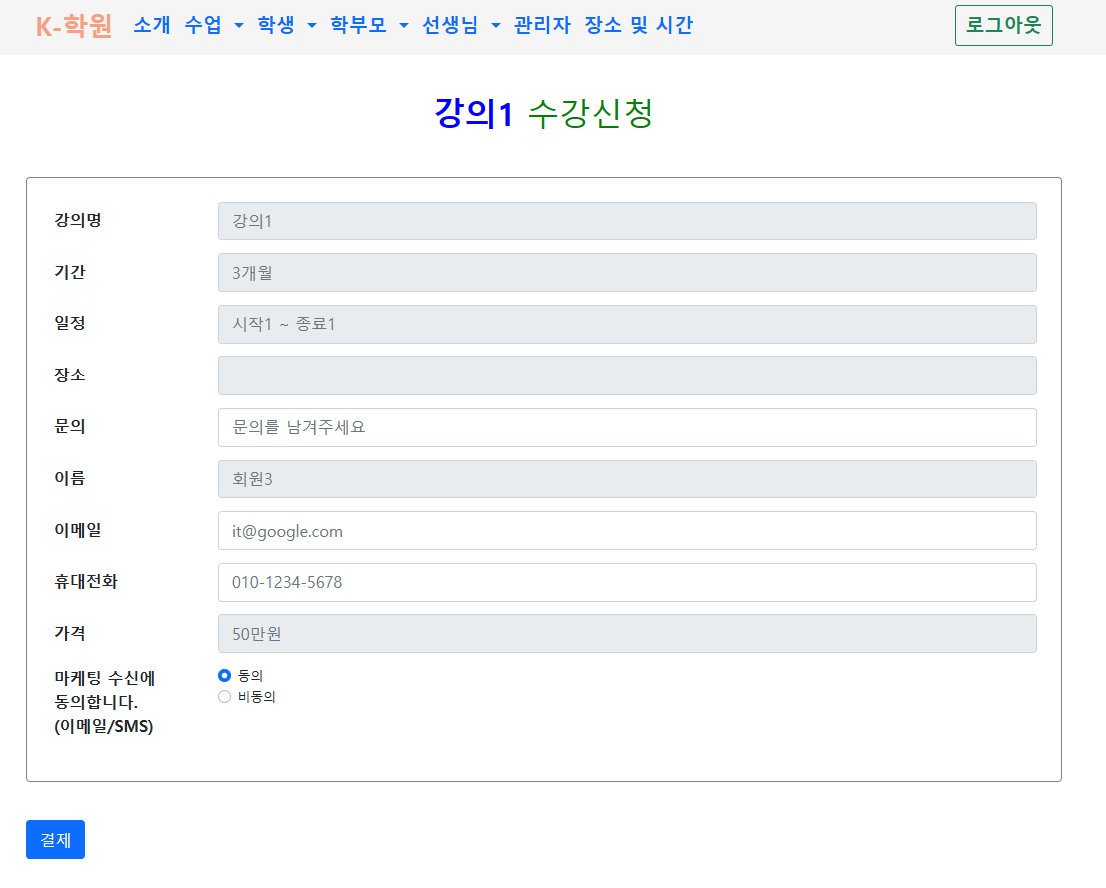 K-학원 소개 수업 학생 학부모 선생님 관리자 장소 및 시간 로그아웃
강의1 수강신청
강의명 강의1
기간 3개월
일정 시작1 ~ 종료1
장소
문의 문의를 남겨주세요
이름 회원3
이메일 it@google.com
휴대전화 010-1234-5678
가격 50만원
마케팅 수신에 동의
동의합니다. 비동의
(이메일/SMS)
결제